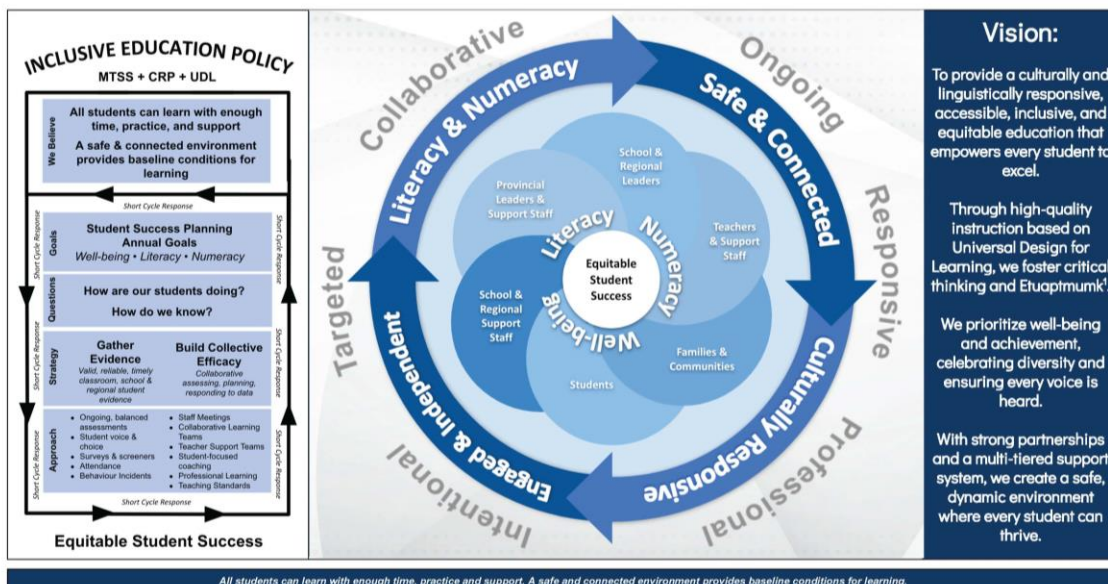 INCLUSIVE EDUCATION POLICY
MTSS + CRP + UDL
We Believe
All students can learn with enough
time, practice, and support
A safe & connected environment
provides baseline conditions for
learning
Short Cycle Response
Short Cycle Response
Short Cycle Response
Goals
Student Success Planning
Annual Goals
Well-being • Literacy • Numeracy
Questions
How are our students doing?
How do we know?
Short Cycle Response
Short Cycle Response
Strategy
Gather
Evidence
Valid, reliable, timely
classroom, school &
regional student
evidence
Build Collective
Efficacy
Collaborative
assessing, planning,
responding to data
Short Cycle Response
Short Cycle Response
Approach
• Ongoing, balanced
assessments
• Student voice &
choice
• Surveys & screeners
• Attendance
• Behaviour Incidents
• Staff Meetings
• Collaborative Learning
Teams
• Teacher Support Teams
• Student-focused
coaching
• Professional Learning
• Teaching Standards
Short Cycle Response
Equitable Student Success
Collaborative
Ongoing
Responsive
Professional
Intentional
Targeted
Literacy & Numeracy
Safe & Connected
Culturally Responsive
Engaged & Independent
School &
Regional
Leaders
Provincial
Leaders &
Support Staff
Teachers
& Support
Staff
School &
Regional
Support
Staff
Families &
Communities
Students
Literacy
Numeracy
Well-being
Equitable
Student
Success
Vision:
To provide a culturally and
linguistically responsive,
accessible, inclusive, and
equitable education that
empowers every student to
excel.
Through high-quality
instruction based on
Universal Design for
Learning, we foster critical
thinking and Etuaptmumk¹.
We prioritize well-being
and achievement,
celebrating diversity and
ensuring every voice is
heard.
With strong partnerships
and a multi-tiered support
system, we create a safe,
dynamic environment
where every student can
thrive.
All students can learn with enough time, practice and support. A safe and connected environment provides baseline conditions for learning.